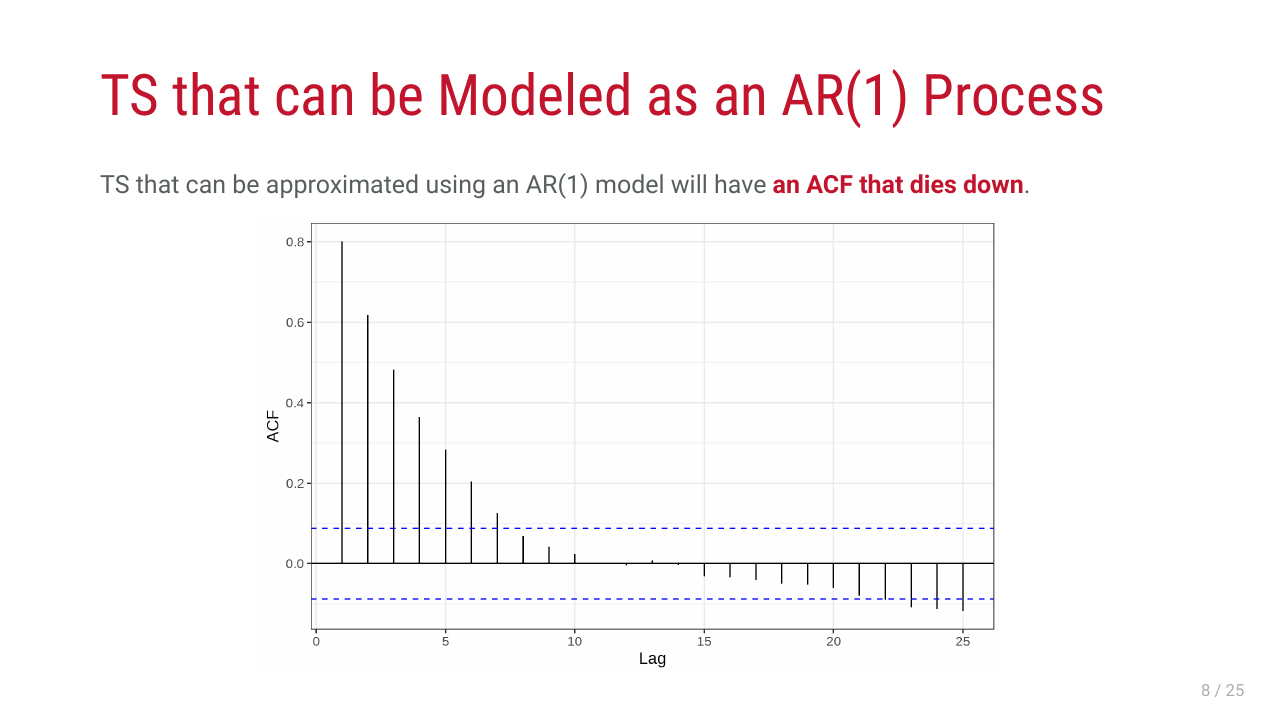 TS that can be Modeled as an AR(1) Process
TS that can be approximated using an AR(1) model will have an ACF that dies down.
0.8
0.6
0.4
0.2
0.0
ACF
0 5 10 15 20 25
Lag
8 / 25